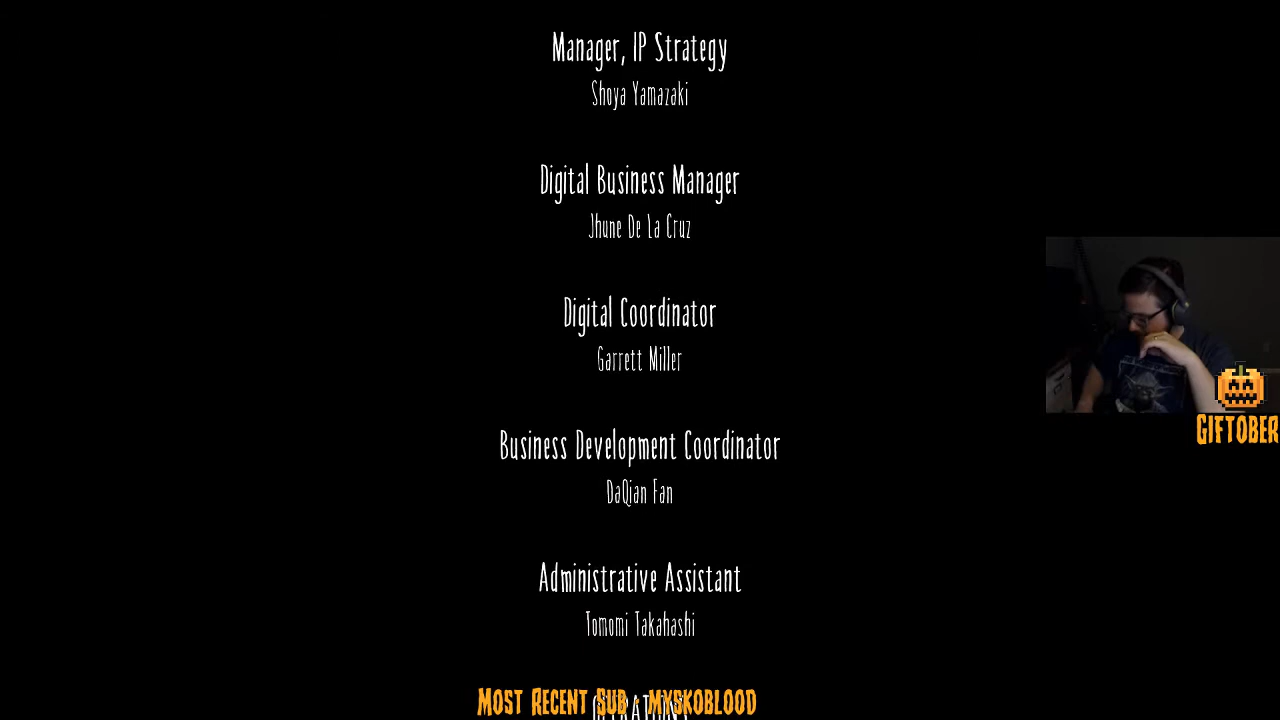 Manager, IP Strategy
Shoya Yamazaki
Digital Business Manager
Jhune De La Cruz
Digital Coordinator
Garrett Miller
Business Development Coordinator
DaQian Fan
Administrative Assistant
Tomomi Takahashi
GIFTOBER
MOST RECENT SUB - MYSKOBLOOD